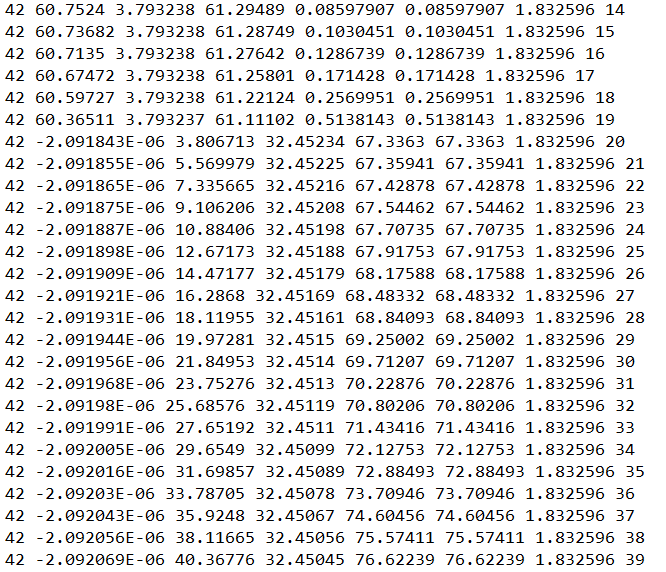 42 60.7524 3.793238 61.29489 0.08597907 0.08597907 1.832596 14
42 60.73682 3.793238 61.28749 0.1030451 0.1030451 1.832596 15
42 60.7135 3.793238 61.27642 0.1286739 0.1286739 1.832596 16
42 60.67472 3.793238 61.25801 0.171428 0.171428 1.832596 17
42 60.59727 3.793238 61.22124 0.2569951 0.2569951 1.832596 18
42 60.36511 3.793237 61.11102 0.5138143 0.5138143 1.832596 19
42 -2.091843E-06 3.806713 32.45234 67.3363 67.3363 1.832596 20
42 -2.091855E-06 5.569979 32.45225 67.35941 67.35941 1.832596 21
42 -2.091865E-06 7.335665 32.45216 67.42878 67.42878 1.832596 22
42 -2.091875E-06 9.106206 32.45208 67.54462 67.54462 1.832596 23
42 -2.091887E-06 10.88406 32.45198 67.70735 67.70735 1.832596 24
42 -2.091898E-06 12.67173 32.45188 67.91753 67.91753 1.832596 25
42 -2.091909E-06 14.47177 32.45179 68.17588 68.17588 1.832596 26
42 -2.091921E-06 16.2868 32.45169 68.48332 68.48332 1.832596 27
42 -2.091931E-06 18.11955 32.45161 68.84093 68.84093 1.832596 28
42 -2.091944E-06 19.97281 32.4515 69.25002 69.25002 1.832596 29
42 -2.091956E-06 21.84953 32.4514 69.71207 69.71207 1.832596 30
42 -2.091968E-06 23.75276 32.4513 70.22876 70.22876 1.832596 31
42 -2.09198E-06 25.68576 32.45119 70.80206 70.80206 1.832596 32
42 -2.091991E-06 27.65192 32.4511 71.43416 71.43416 1.832596 33
42 -2.092005E-06 29.6549 32.45099 72.12753 72.12753 1.832596 34
42 -2.092016E-06 31.69857 32.45089 72.88493 72.88493 1.832596 35
42 -2.09203E-06 33.78705 32.45078 73.70946 73.70946 1.832596 36
42 -2.092043E-06 35.9248 32.45067 74.60456 74.60456 1.832596 37
42 -2.092056E-06 38.11665 32.45056 75.57411 75.57411 1.832596 38
42 -2.092069E-06 40.36776 32.45045 76.62239 76.62239 1.832596 39